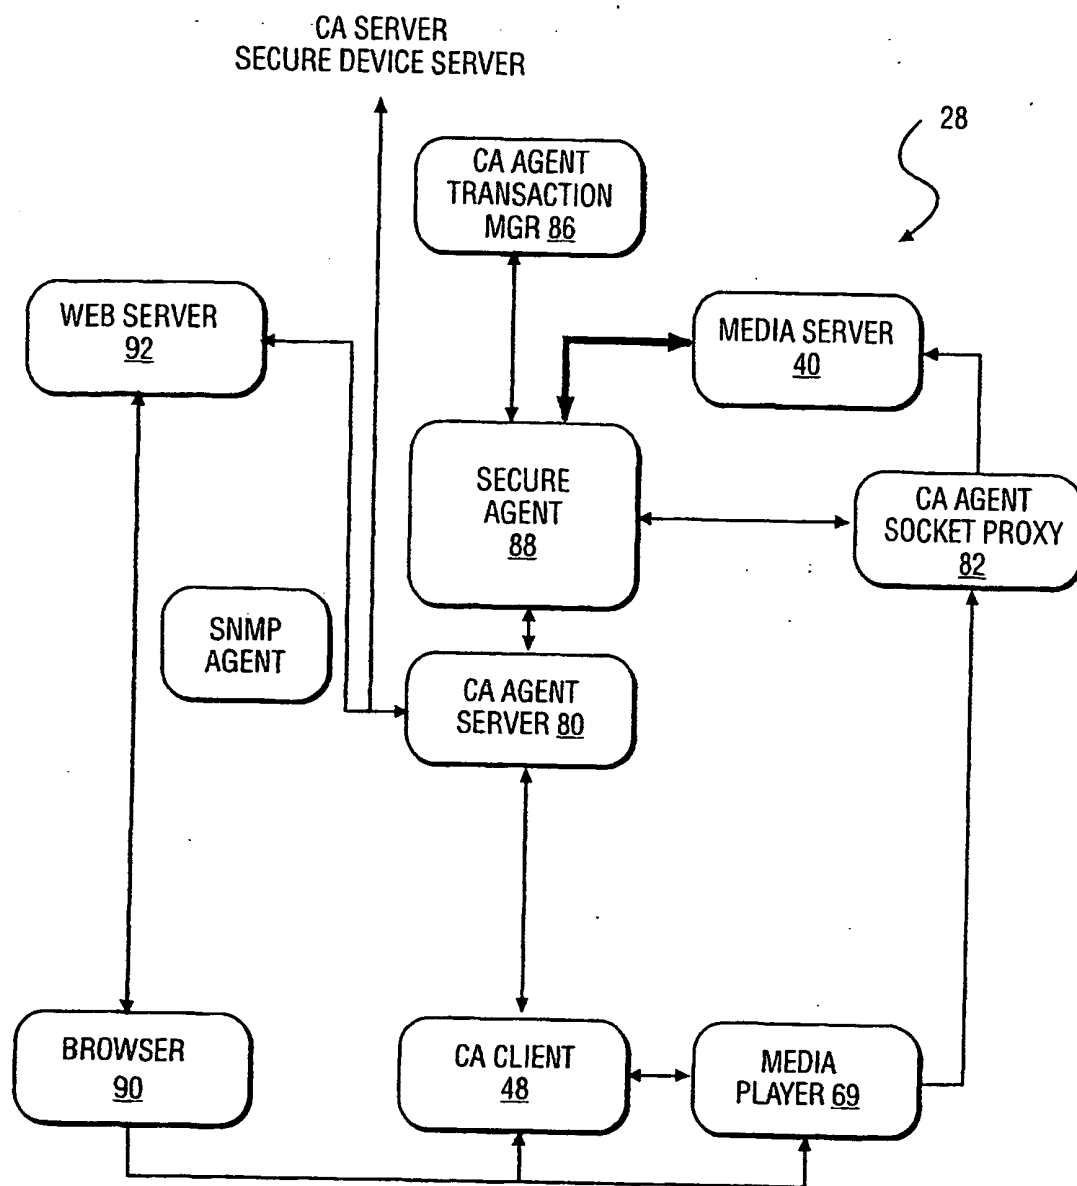 CA SERVER
SECURE DEVICE SERVER
28
CA AGENT
TRANSACTION
MGR 86
WEB SERVER
92
MEDIA SERVER
40
SECURE
AGENT
88
CA AGENT
SOCKET PROXY
82
SNMP
AGENT
CA AGENT
SERVER 80
BROWSER
90
CA CLIENT
48
MEDIA
PLAYER 69